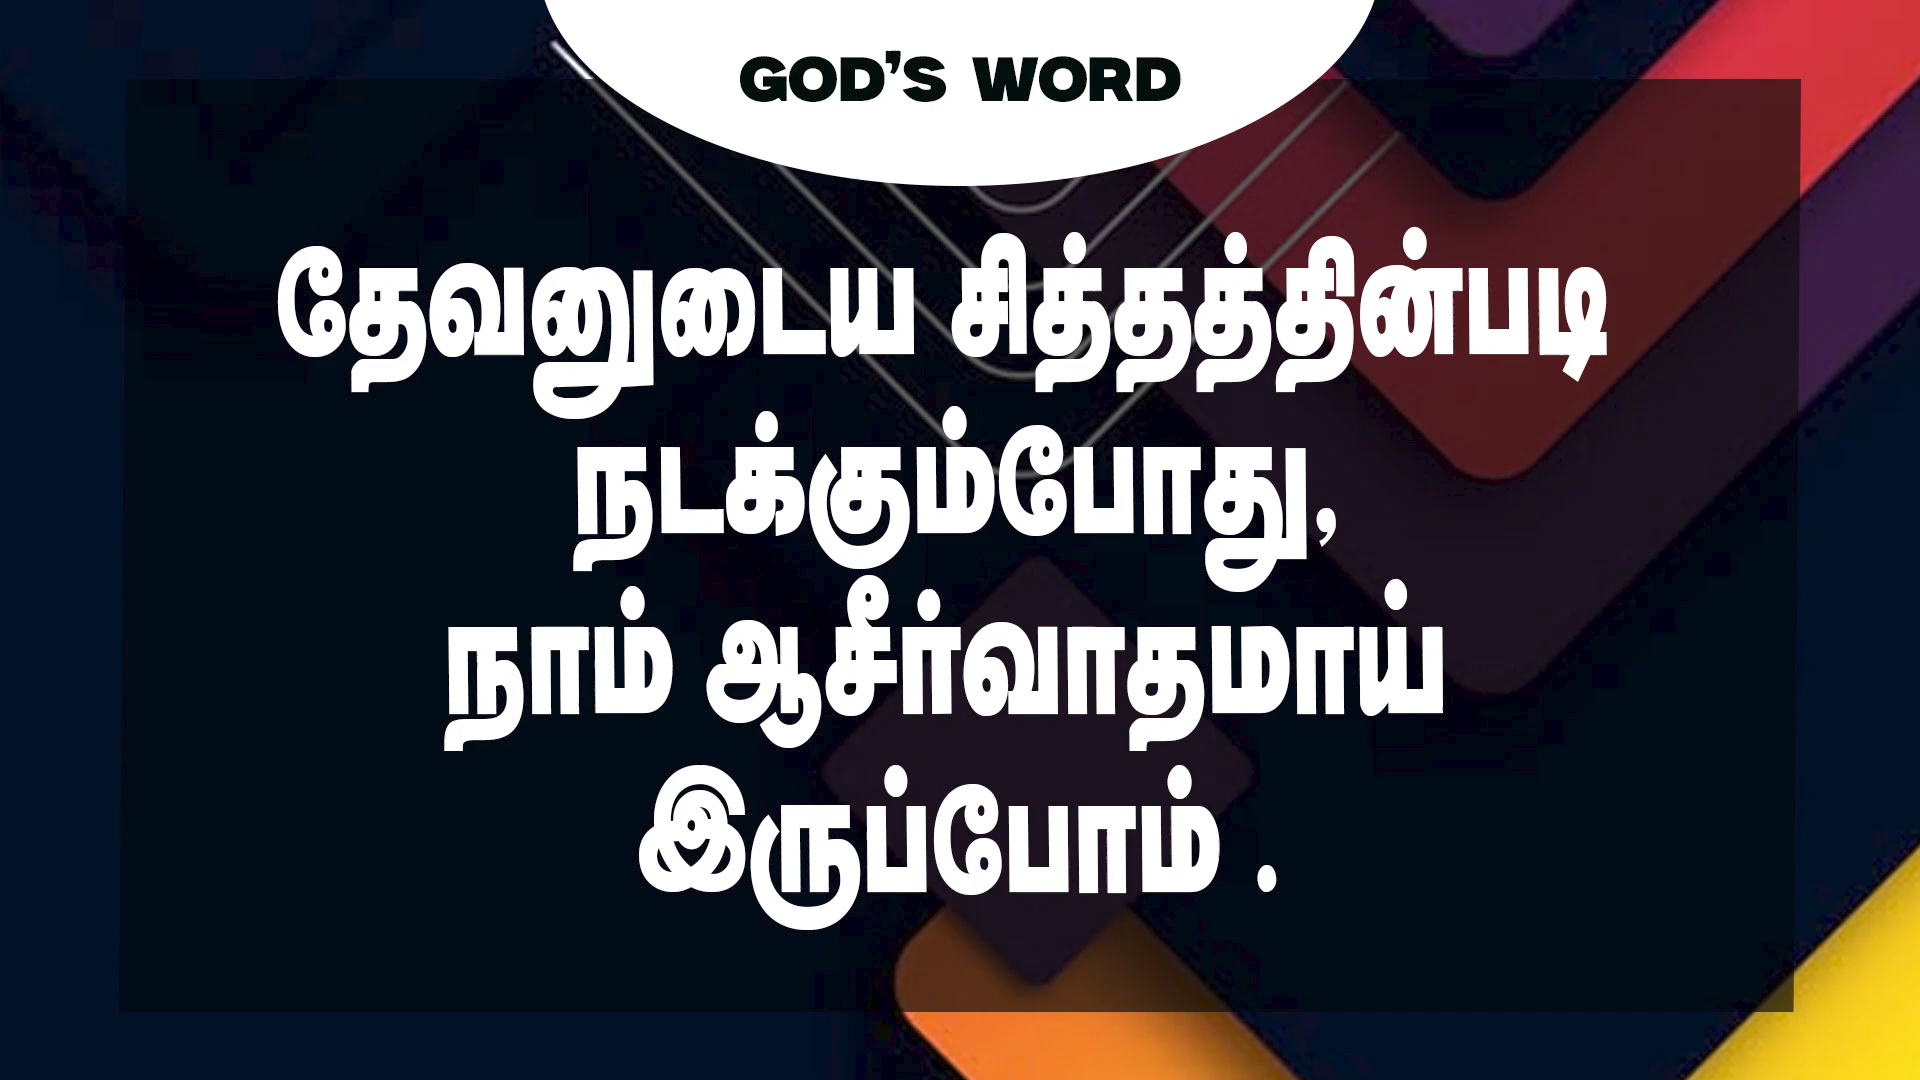 GOD'S WORD
தேவனுடைய சித்தத்தின்படி
நடக்கும்போது,
நாம் ஆசீர்வாதமாய்
இருப்போம் .